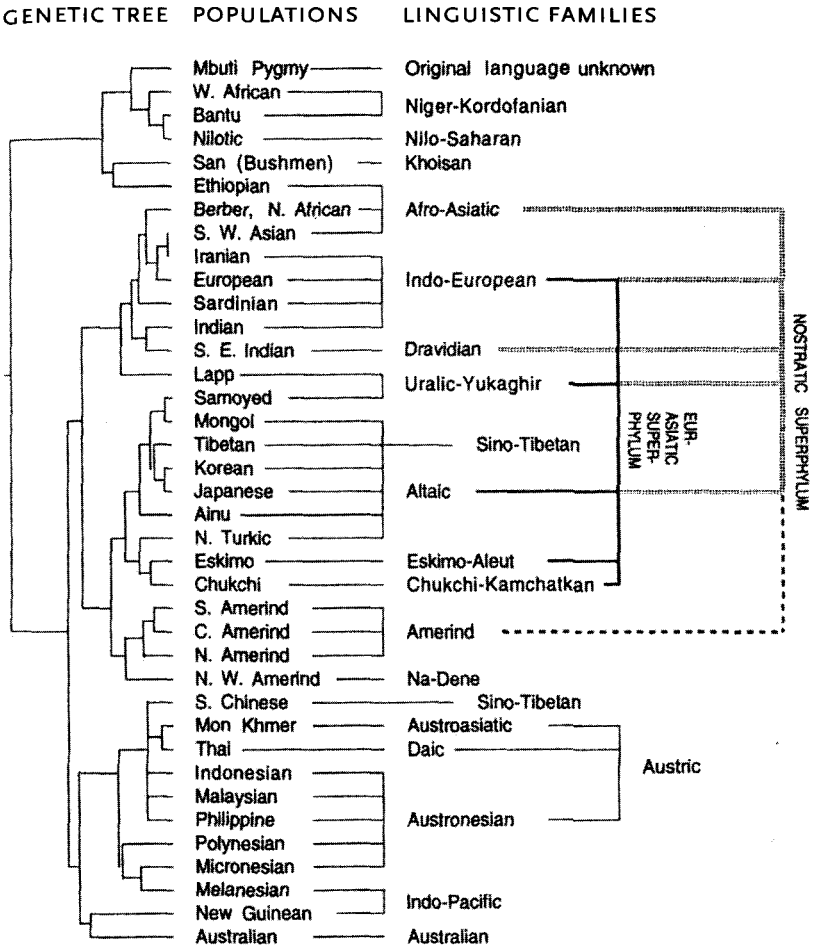 GENETIC TREE POPULATIONS LINGUISTIC FAMILIES
Mbuti Pygmy Original language unknown
W. African
Niger-Kordofanian
Bantu
Nilotic Nilo-Saharan
San (Bushmen) Khoisan
Ethiopian
Berber, N. African Afro-Asiatic
S. W. Asian
Iranian
European Indo-European
Sardinian
Indian
S. E. Indian Dravidian
Lapp
Uralic-Yukaghir
Samoyed
Mongol
Tibetan Sino-Tibetan
Korean
Japanese Altaic
Ainu
N. Turkic
Eskimo Eskimo-Aleut
Chukchi Chukchi-Kamchatkan
S. Amerind
C. Amerind Amerind
N. Amerind
N. W. Amerind Na-Dene
S. Chinese Sino-Tibetan
Mon Khmer Austroasiatic
Thai Daic
Indonesian
Malaysian
Philippine Austronesian
Polynesian
Micronesian
Melanesian
Indo-Pacific
New Guinean
Australian Australian
Austric
EUR-
ASIATIC
SUPER-
PHYLUM
NOSTRATIC SUPERPHYLUM